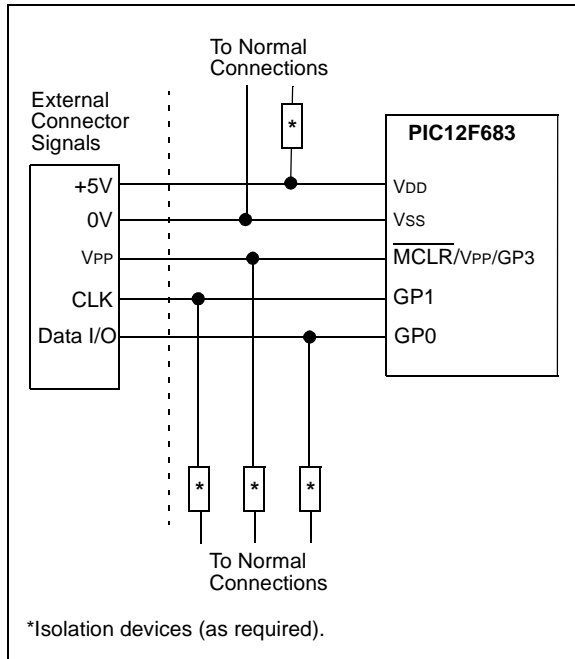 To Normal
Connections
External
Connector
Signals
*
PIC12F683
+5V
VDD
0V
VSS
VPP
MCLR/VPP/GP3
CLK
GP1
Data I/O
GP0
* * *
To Normal
Connections
*Isolation devices (as required).